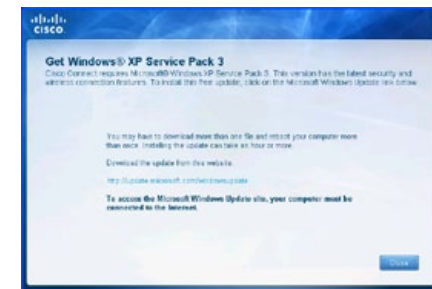 cisco
Get Windows® XP Service Pack 3
Cisco Connect requires Microsoft® Windows XP Service Pack 3. This version has the latest security and
wireless connection features. To install this free update, click on the Microsoft Windows Update link below.
You may have to download more than one file and reboot your computer more
than once. Installing the update can take an hour or more.
Download the update from this website.
http://update.microsoft.com/windowsupdate
To access the Microsoft Windows Update site, your computer must be
connected to the Internet.
Close